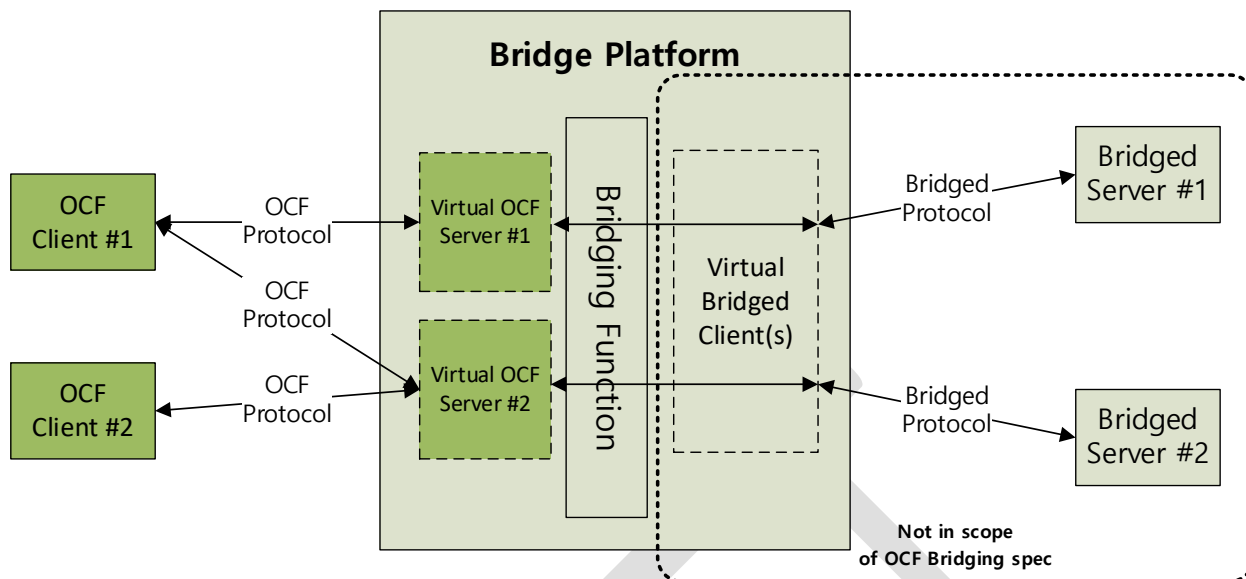 Bridge Platform
OCF
Client #1
OCF
Protocol
Virtual OCF
Server #1
Bridging Function
Virtual
Bridged
Client(s)
Bridged
Protocol
Bridged
Server #1
OCF
Protocol
OCF
Client #2
OCF
Protocol
Virtual OCF
Server #2
Bridged
Protocol
Bridged
Server #2
Not in scope
of OCF Bridging spec